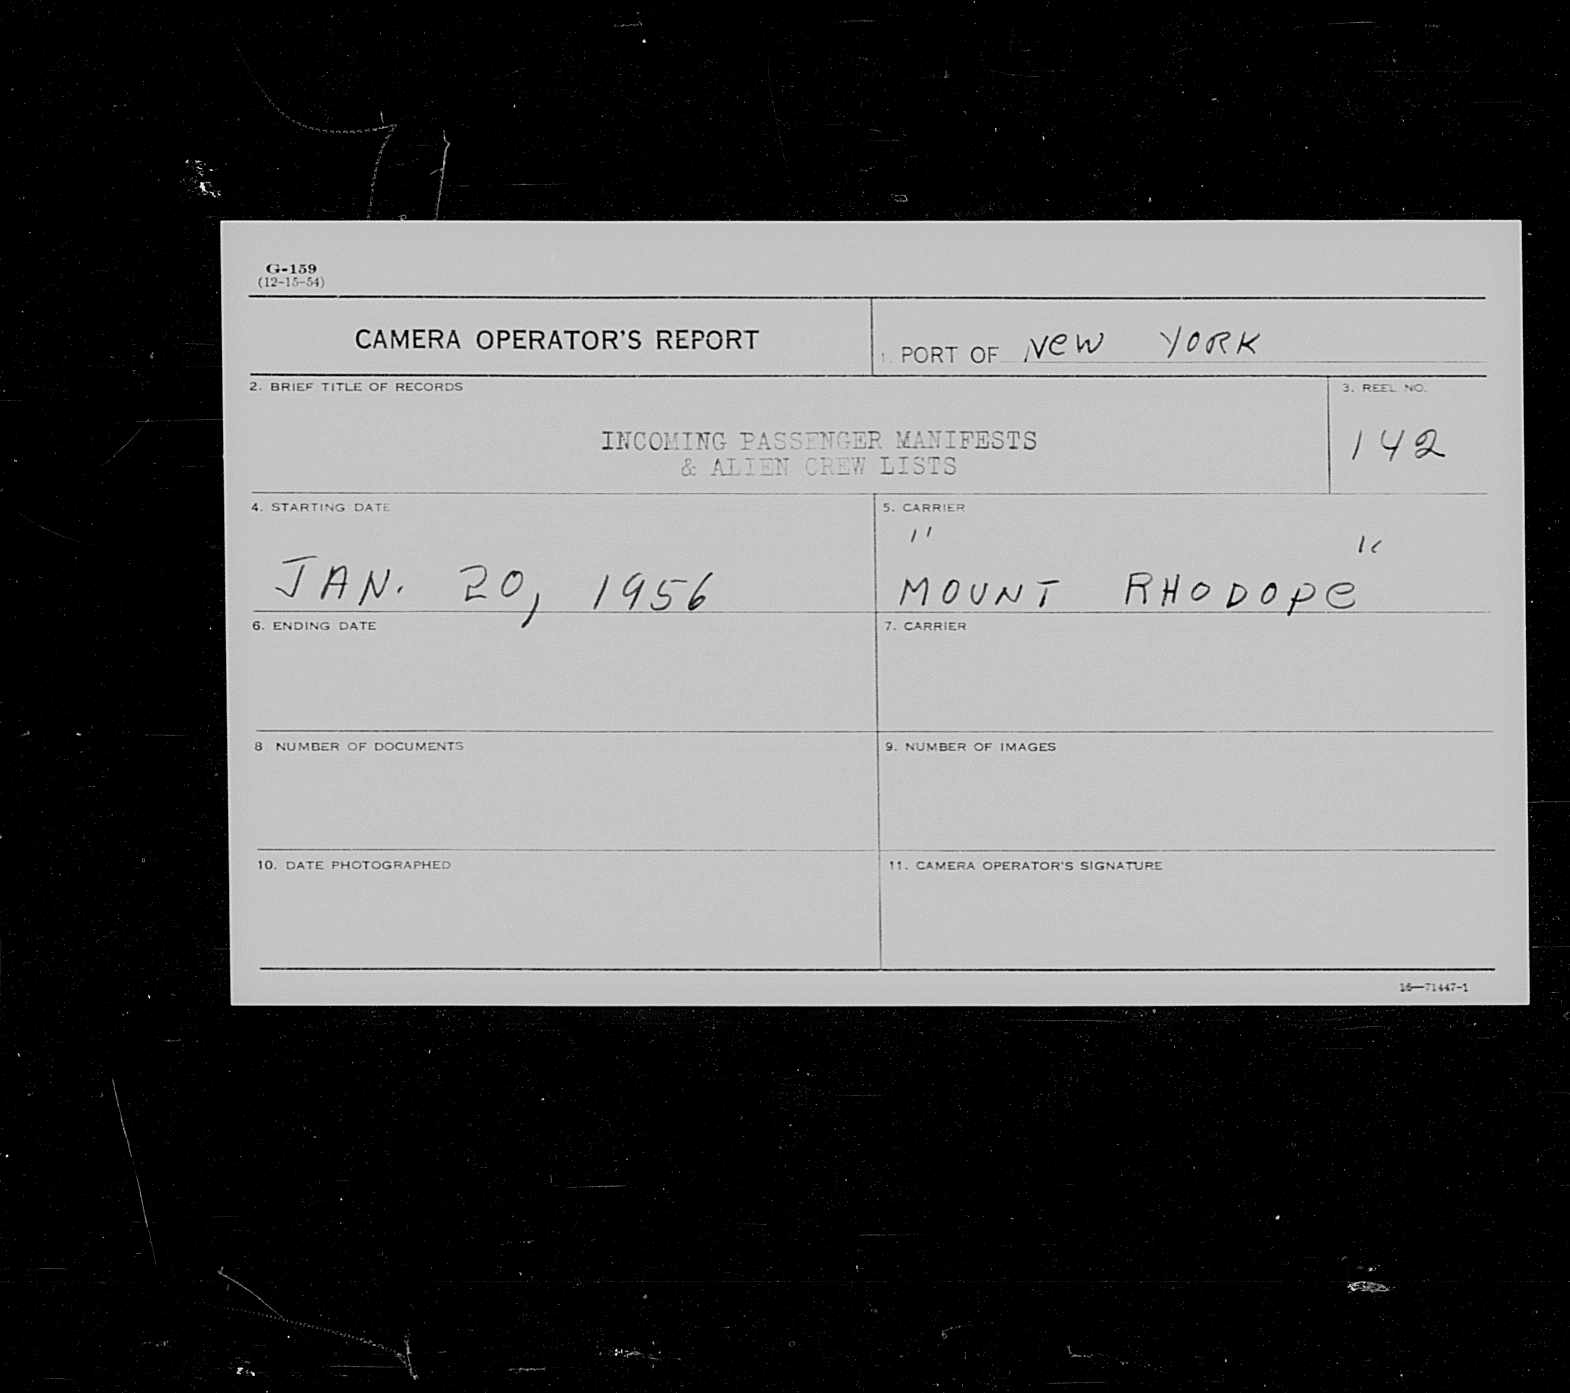 G-159
(12-15-54)
CAMERA OPERATOR'S REPORT
1. PORT OF NEW YORK
2. BRIEF TITLE OF RECORDS
INCOMING PASSENGER MANIFESTS
& ALIEN CREW LISTS
3. REEL NO.
142
4. STARTING DATE
JAN. 20, 1956
5. CARRIER
"MOUNT RHODOPE"
6. ENDING DATE
7. CARRIER
8 NUMBER OF DOCUMENTS
9. NUMBER OF IMAGES
10. DATE PHOTOGRAPHED
11. CAMERA OPERATOR'S SIGNATURE
16—71447-1